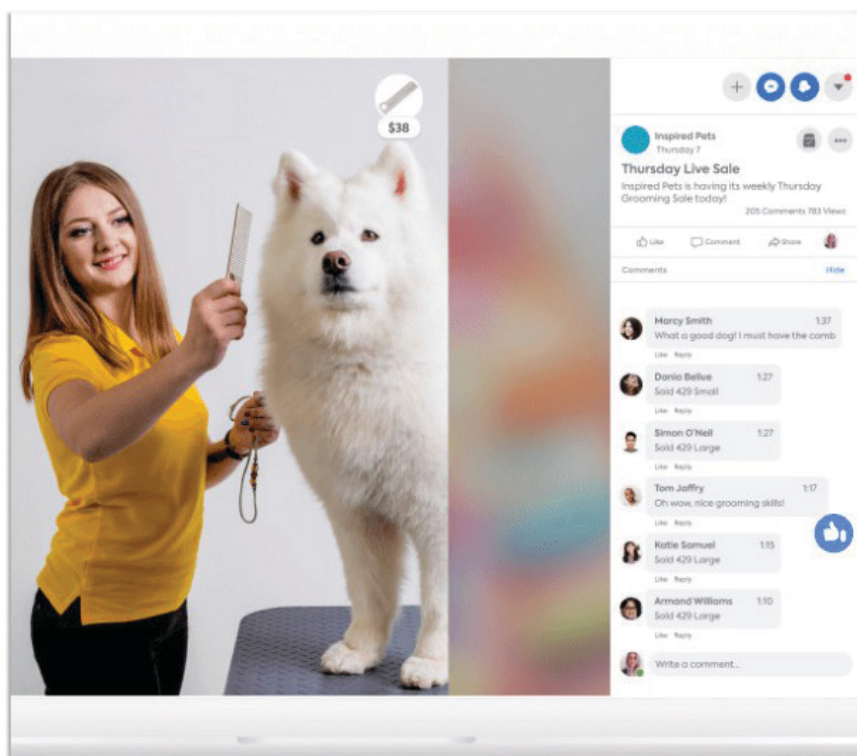 $38
Inspired Pets
Thursday 7
Thursday Live Sale
Inspired Pets is having its weekly Thursday
Grooming Sale today!
205 Comments 783 Views
Like Comment Share
Comments Hide
Marcy Smith 1:37
What a good dog! I must have the comb
Like Reply
Dania Bellue 1:27
Sold 429 Small
Like Reply
Simon O'Neil 1:27
Sold 429 Large
Like Reply
Tom Jaffry 1:17
Oh wow, nice grooming skills!
Like Reply
Katie Samuel 1:15
Sold 429 Large
Like Reply
Armand Williams 1:10
Sold 429 Large
Like Reply
Write a comment...